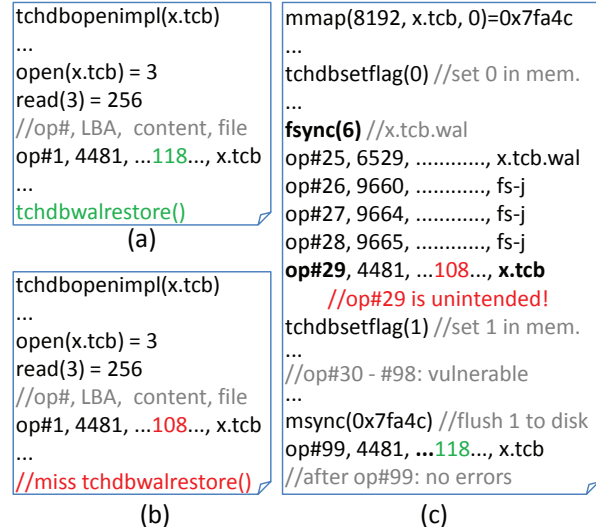 tchdbopenimpl(x.tcb)
...
open(x.tcb) = 3
read(3) = 256
//op#, LBA, content, file
op#1, 4481, ...118..., x.tcb
...
tchdbwalrestore()
(a)
tchdbopenimpl(x.tcb)
...
open(x.tcb) = 3
read(3) = 256
//op#, LBA, content, file
op#1, 4481, ...108..., x.tcb
...
//miss tchdbwalrestore()
(b)
mmap(8192, x.tcb, 0)=0x7fa4c
...
tchdbsetflag(0) //set 0 in mem.
...
fsync(6) //x.tcb.wal
op#25, 6529, ............, x.tcb.wal
op#26, 9660, ............, fs-j
op#27, 9664, ............, fs-j
op#28, 9665, ............, fs-j
op#29, 4481, ...108..., x.tcb
//op#29 is unintended!
tchdbsetflag(1) //set 1 in mem.
...
//op#30 - #98: vulnerable
...
msync(0x7fa4c) //flush 1 to disk
op#99, 4481, ...118..., x.tcb
//after op#99: no errors
(c)